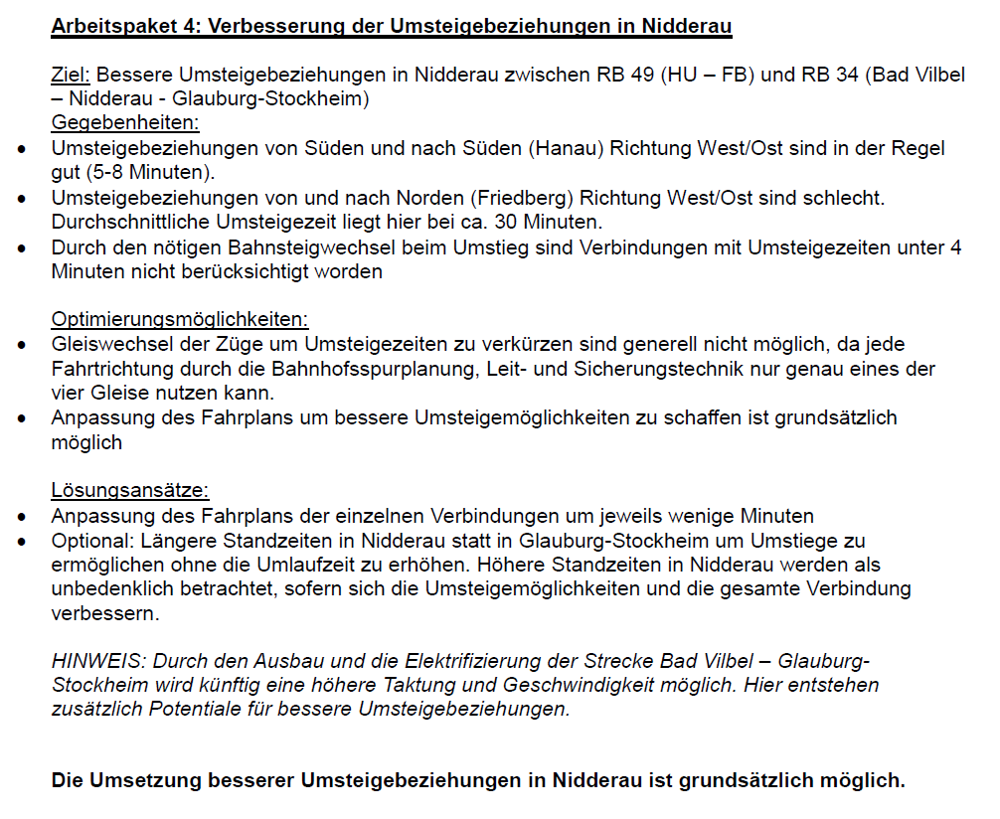 Arbeitspaket 4: Verbesserung der Umsteigebeziehungen in Nidderau
Ziel: Bessere Umsteigebeziehungen in Nidderau zwischen RB 49 (HU – FB) und RB 34 (Bad Vilbel
– Nidderau - Glauburg-Stockheim)
Gegebenheiten:
• Umsteigebeziehungen von Süden und nach Süden (Hanau) Richtung West/Ost sind in der Regel
gut (5-8 Minuten).
• Umsteigebeziehungen von und nach Norden (Friedberg) Richtung West/Ost sind schlecht.
Durchschnittliche Umsteigezeit liegt hier bei ca. 30 Minuten.
• Durch den nötigen Bahnsteigwechsel beim Umstieg sind Verbindungen mit Umsteigezeiten unter 4
Minuten nicht berücksichtigt worden
Optimierungsmöglichkeiten:
• Gleiswechsel der Züge um Umsteigezeiten zu verkürzen sind generell nicht möglich, da jede
Fahrtrichtung durch die Bahnhofsspurplanung, Leit- und Sicherungstechnik nur genau eines der
vier Gleise nutzen kann.
• Anpassung des Fahrplans um bessere Umsteigemöglichkeiten zu schaffen ist grundsätzlich
möglich
Lösungsansätze:
• Anpassung des Fahrplans der einzelnen Verbindungen um jeweils wenige Minuten
• Optional: Längere Standzeiten in Nidderau statt in Glauburg-Stockheim um Umstiege zu
ermöglichen ohne die Umlaufzeit zu erhöhen. Höhere Standzeiten in Nidderau werden als
unbedenklich betrachtet, sofern sich die Umsteigemöglichkeiten und die gesamte Verbindung
verbessern.
HINWEIS: Durch den Ausbau und die Elektrifizierung der Strecke Bad Vilbel – Glauburg-
Stockheim wird künftig eine höhere Taktung und Geschwindigkeit möglich. Hier entstehen
zusätzlich Potentiale für bessere Umsteigebeziehungen.
Die Umsetzung besserer Umsteigebeziehungen in Nidderau ist grundsätzlich möglich.